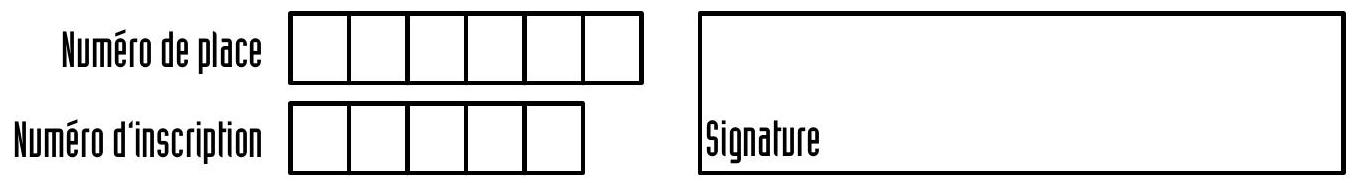 Numéro de place
Numéro d'inscription
Signature